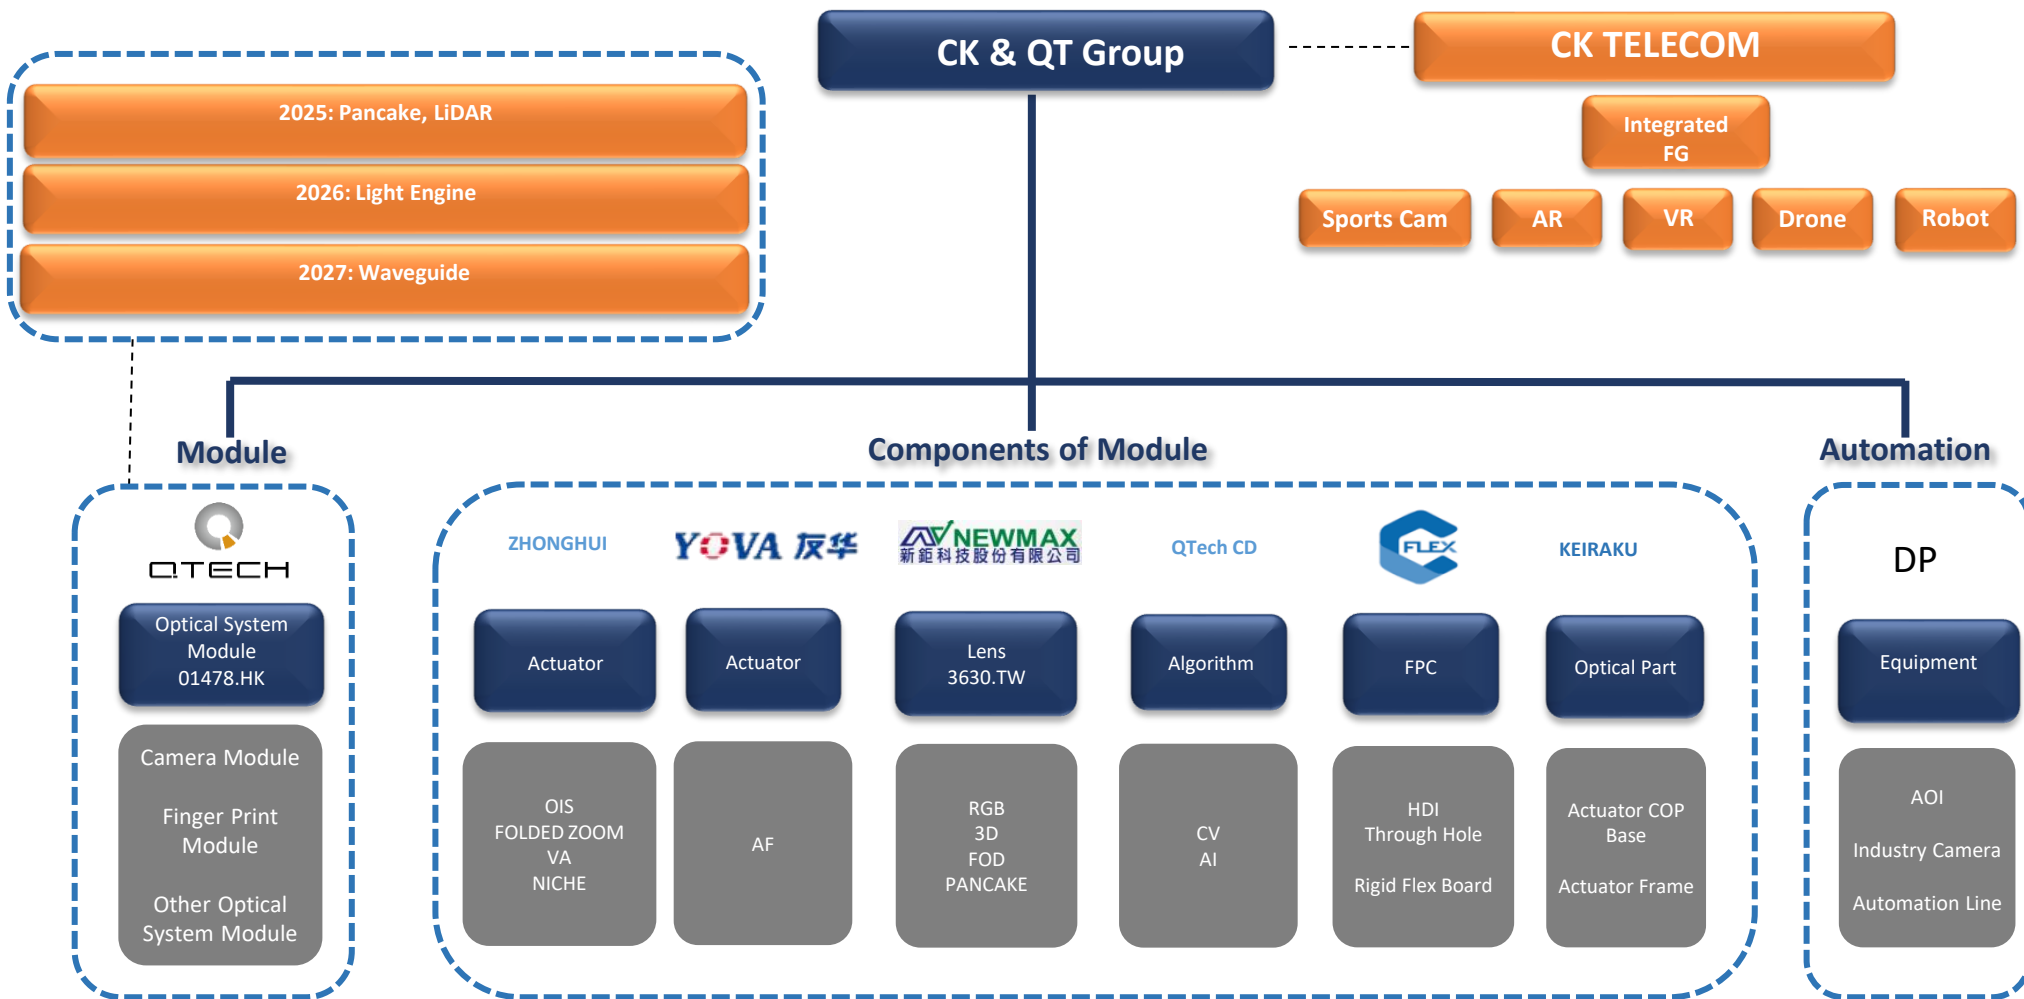 CK & QT Group
CK TELECOM
2025: Pancake, LiDAR
2026: Light Engine
2027: Waveguide
Integrated
FG
Sports Cam
AR
VR
Drone
Robot
Module
Components of Module
Automation
QTECH
Optical System
Module
01478.HK
Camera Module
Finger Print
Module
Other Optical
System Module
ZHONGHUI
Actuator
OIS
FOLDED ZOOM
VA
NICHE
YOVA 友华
Actuator
AF
NEWMAX
新鉅科技股份有限公司
Lens
3630.TW
RGB
3D
FOD
PANCAKE
QTech CD
Algorithm
CV
AI
FLEX
FPC
HDI
Through Hole
Rigid Flex Board
KEIRAKU
Optical Part
Actuator COP
Base
Actuator Frame
DP
Equipment
AOI
Industry Camera
Automation Line